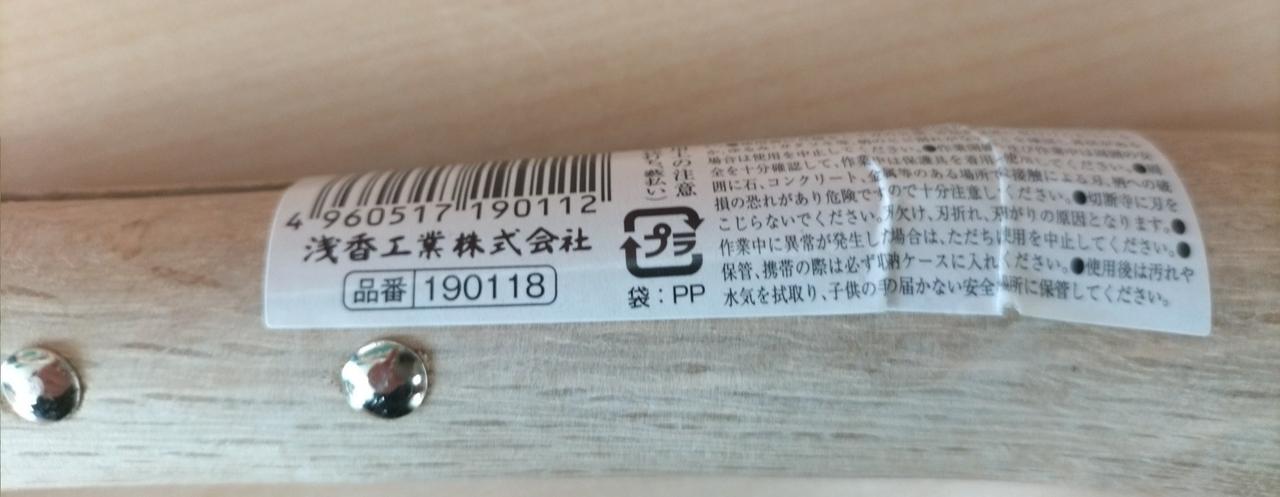 4 960517 190112
浅香工業株式会社
品番 190118
の注意
プラ
袋：PP
場合は使用を中止してください。●作業開
全を十分確認して、作業中は保護具を着用
囲に石、コンクリート、金属等のある場所で
損の恐れがあり危険ですので十分注意してください。●切断寺に刃を
こじらないでください。刃欠け、刃折れ、刃がりの原因となります。●
作業中に異常が発生した場合は、ただち使用を中止してください。●
保管、携帯の際は必ず収納ケースに入れください。●使用後は汚れや
水気を拭取り、子供の手の届かない安全所に保管してください。